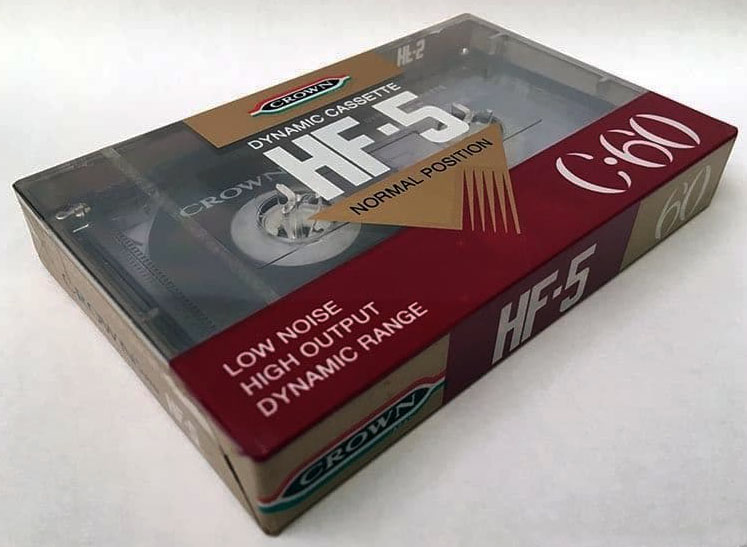 HF-2
CROWN
DYNAMIC CASSETTE
HF-5
CROWN
NORMAL POSITION
C-60
60
HF-5
LOW NOISE
HIGH OUTPUT
DYNAMIC RANGE
CROWN